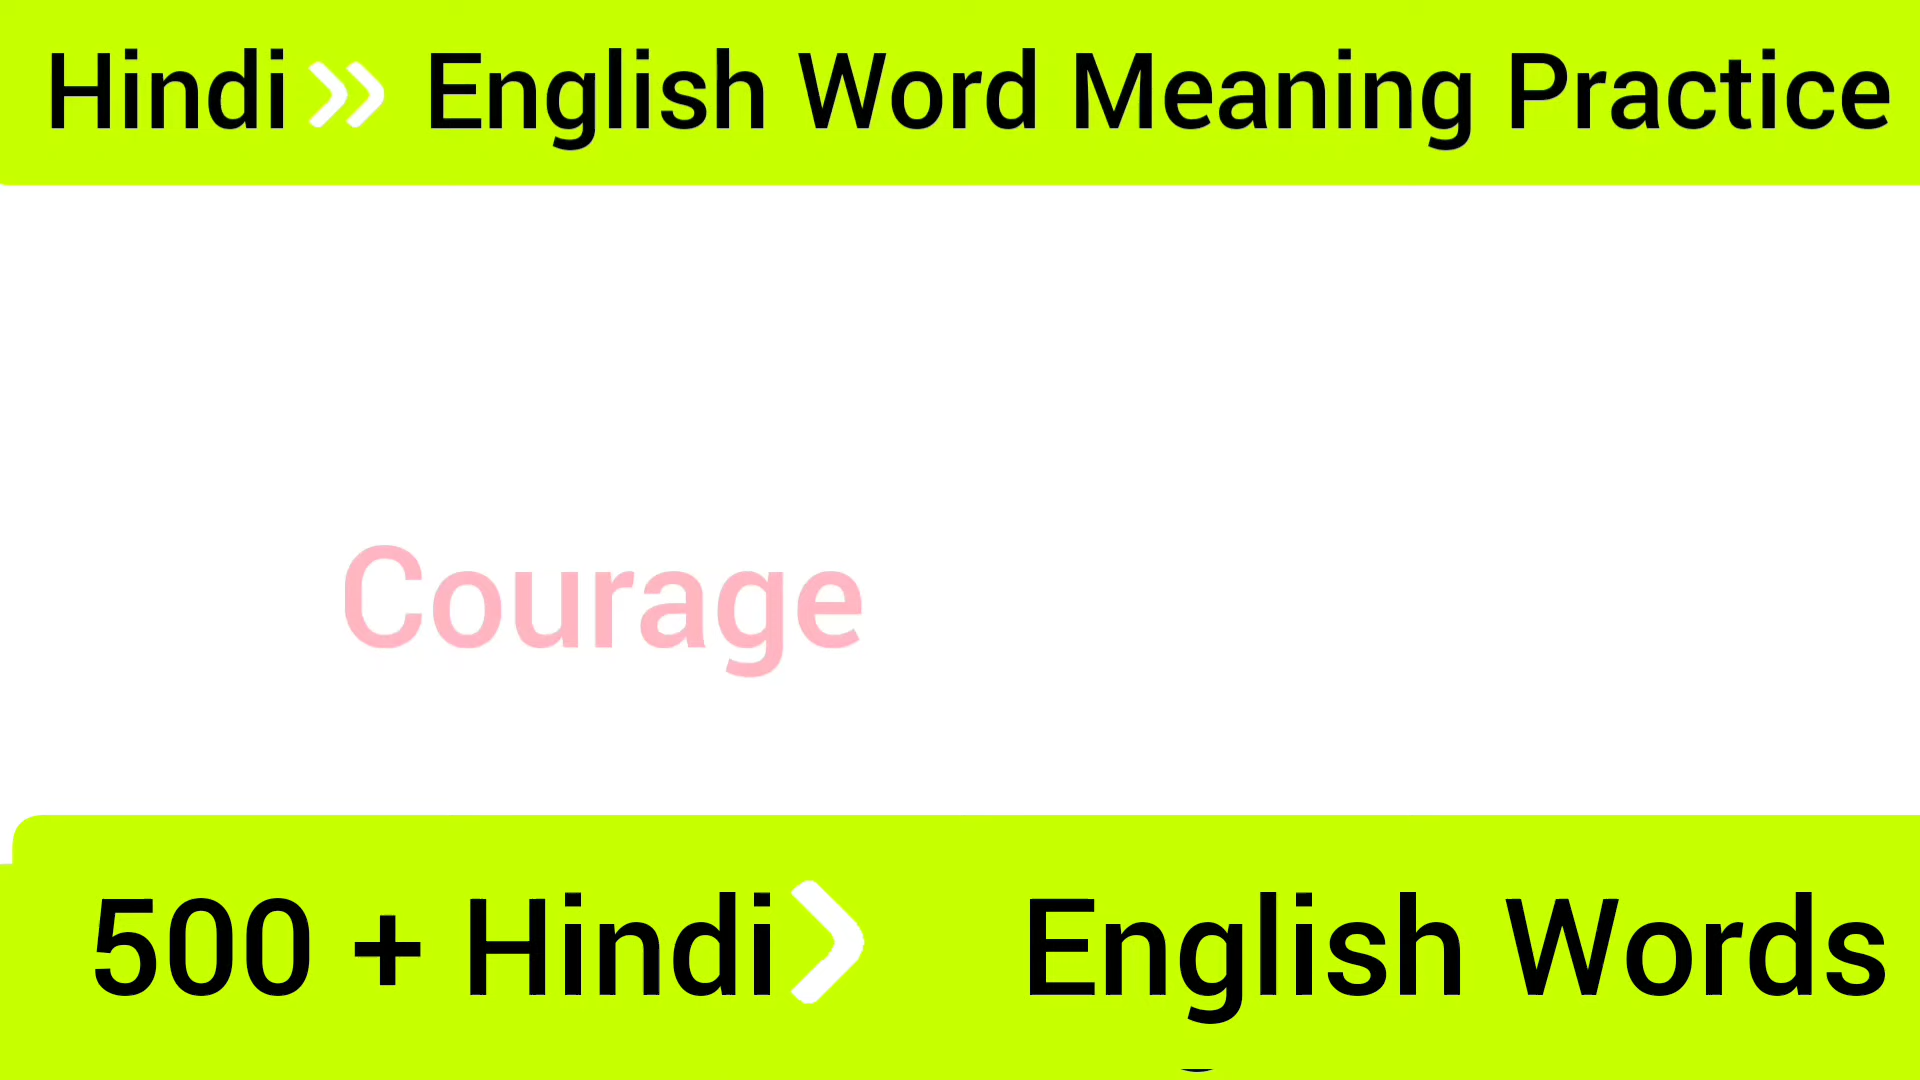 Hindi » English Word Meaning Practice
Courage
500 + Hindi › English Words